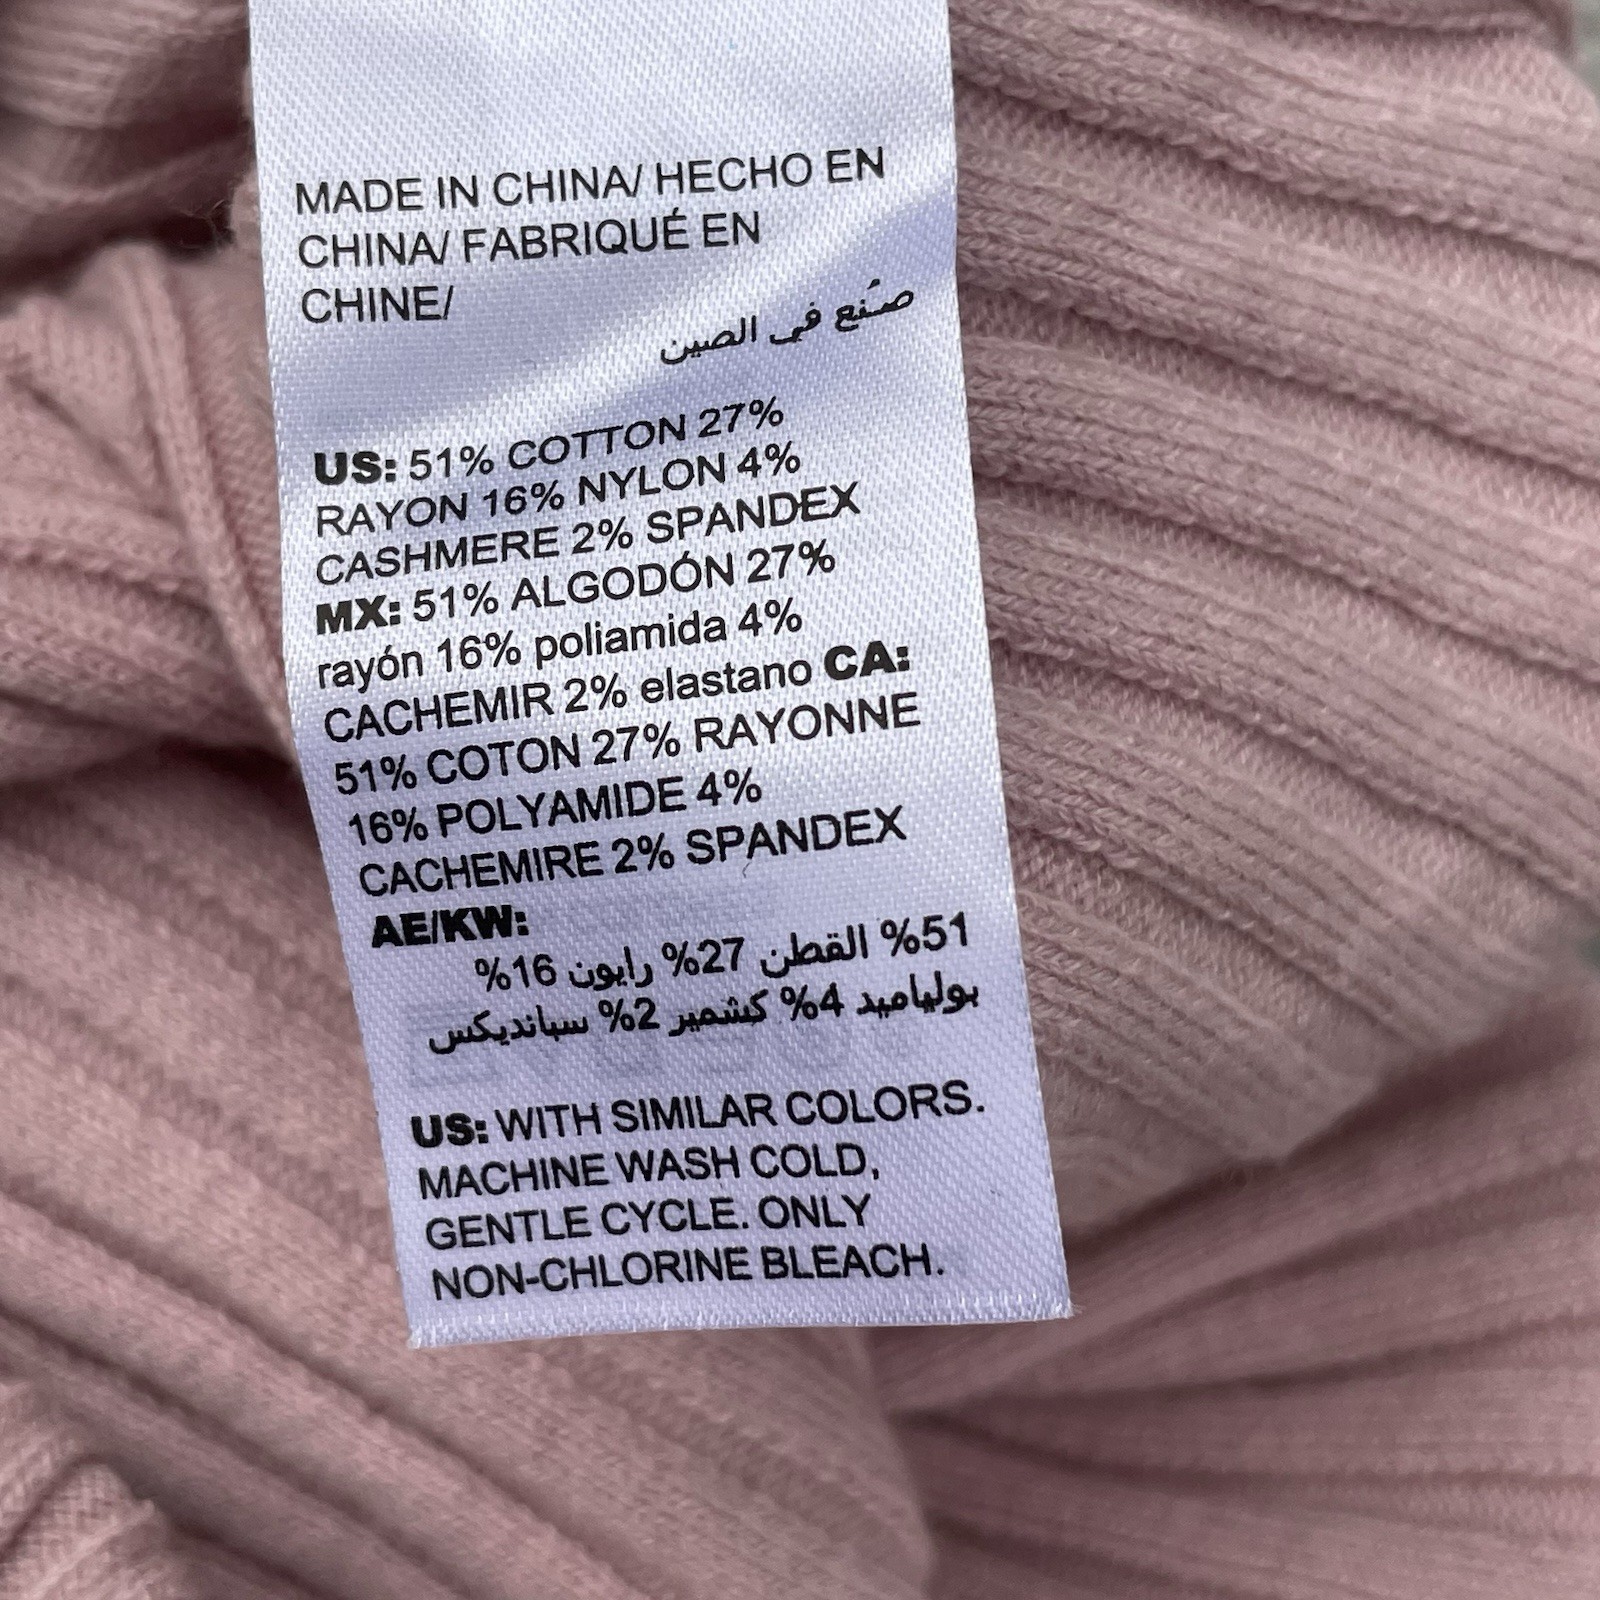 MADE IN CHINA/ HECHO EN
CHINA/ FABRIQUÉ EN
CHINE/
صُنع في الصين
US: 51% COTTON 27%
RAYON 16% NYLON 4%
CASHMERE 2% SPANDEX
MX: 51% ALGODÓN 27%
rayón 16% poliamida 4%
CACHEMIR 2% elastano CA:
51% COTON 27% RAYONNE
16% POLYAMIDE 4%
CACHEMIRE 2% SPANDEX
AE/KW:
51% القطن 27% رايون 16%
بولياميد 4% كشمير 2% سبانديكس
US: WITH SIMILAR COLORS.
MACHINE WASH COLD,
GENTLE CYCLE. ONLY
NON-CHLORINE BLEACH.